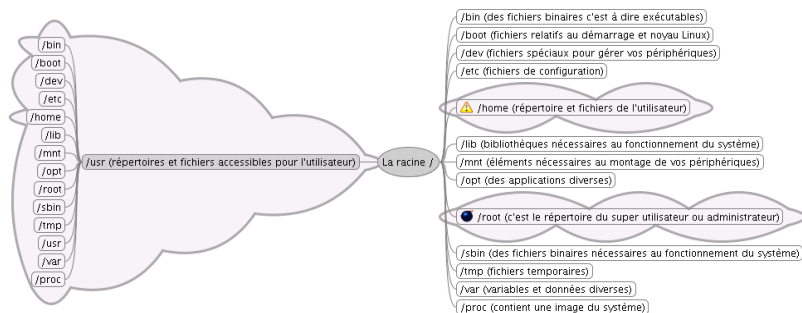 /bin
/boot
/dev
/etc
/home
/lib
/mnt
/opt
/root
/sbin
/tmp
/usr
/var
/proc
/usr (répertoires et fichiers accessibles pour l'utilisateur)
La racine /
/bin (des fichiers binaires c'est à dire exécutables)
/boot (fichiers relatifs au démarrage et noyau Linux)
/dev (fichiers spéciaux pour gérer vos périphériques)
/etc (fichiers de configuration)
/home (répertoire et fichiers de l'utilisateur)
/lib (bibliothèques nécessaires au fonctionnement du système)
/mnt (éléments nécessaires au montage de vos périphériques)
/opt (des applications diverses)
/root (c'est le répertoire du super utilisateur ou administrateur)
/sbin (des fichiers binaires nécessaires au fonctionnement du système)
/tmp (fichiers temporaires)
/var (variables et données diverses)
/proc (contient une image du système)